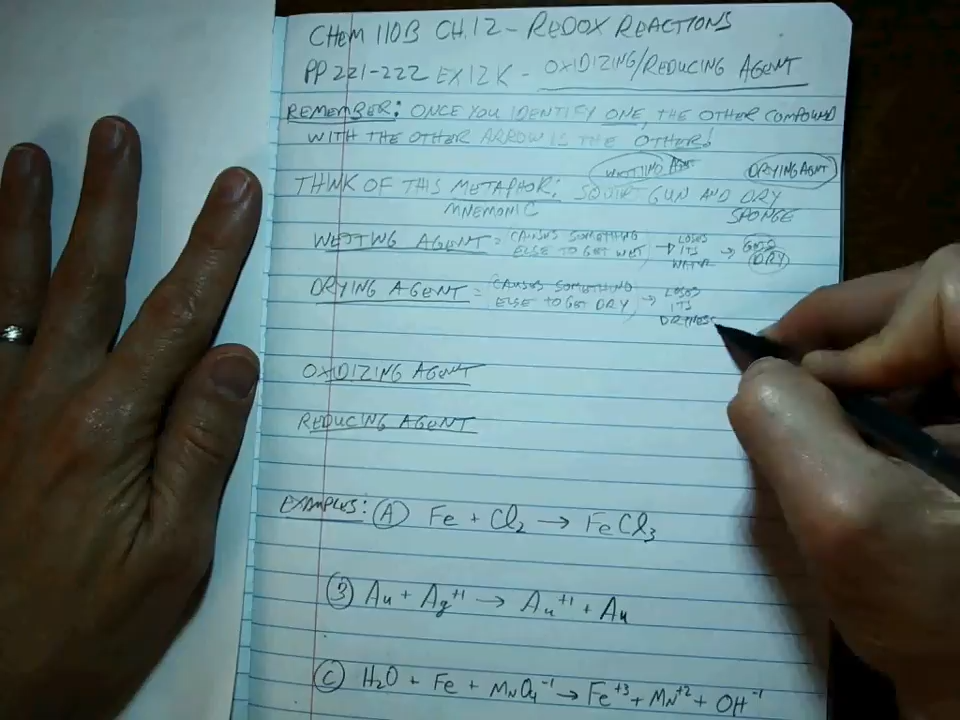 CHEM 110B CH.12 - REDOX REACTIONS
PP 221-222 EX 12K - OXIDIZING/REDUCING AGENT
REMEMBER: ONCE YOU IDENTIFY ONE, THE OTHER COMPOUND
WITH THE OTHER ARROW IS THE OTHER!
WETTING AGENT DRYING AGENT
THINK OF THIS METAPHOR: SQUIRT GUN AND DRY
MNEMONIC SPONGE
WETTING AGENT = CAUSES SOMETHING ELSE TO GET WET → LOSES ITS WATER → GETS DRY
DRYING AGENT = CAUSES SOMETHING ELSE TO GET DRY → LOSES ITS DRYNESS
OXIDIZING AGENT
REDUCING AGENT
EXAMPLES: (A) Fe + Cl₂ → FeCl₃
(B) Au + Ag⁺¹ → Au⁺¹ + Au
(C) H₂O + Fe + MnO₄⁻¹ → Fe⁺³ + Mn⁺² + OH⁻¹